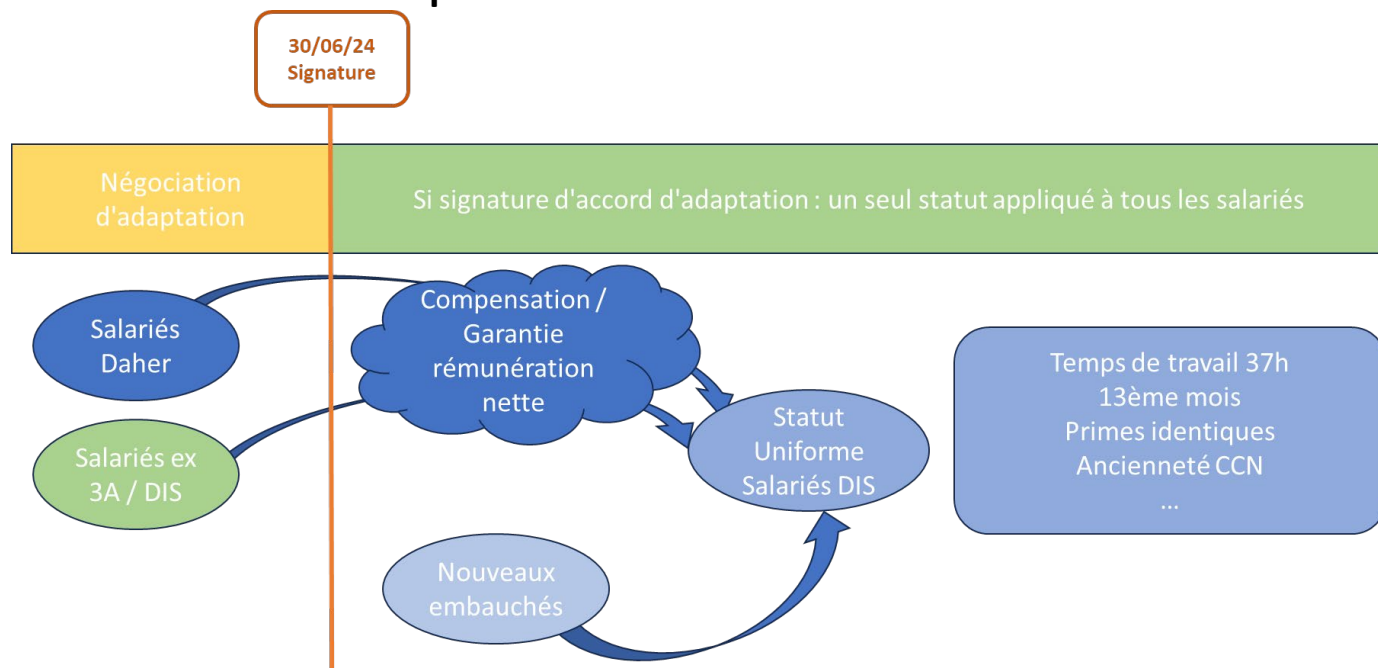 30/06/24
Signature
Négociation
d'adaptation
Si signature d'accord d'adaptation : un seul statut appliqué à tous les salariés
Salariés
Daher
Compensation /
Garantie
rémunération
nette
Salariés ex
3A / DIS
Statut
Uniforme
Salariés DIS
Temps de travail 37h
13ème mois
Primes identiques
Ancienneté CCN
...
Nouveaux
embauchés